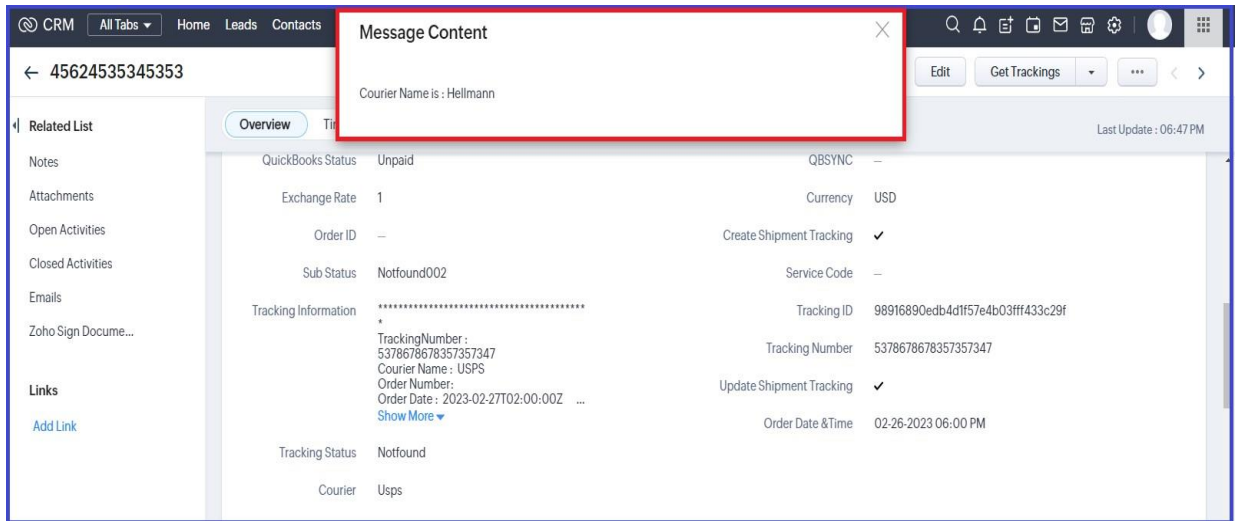 CRM All Tabs Home Leads Contacts
Message Content
Courier Name is : Hellmann
45624535345353
Edit Get Trackings ...
Related List
Overview
Last Update : 06:47 PM
Notes
Attachments
Open Activities
Closed Activities
Emails
Zoho Sign Docume...
Links
Add Link
QuickBooks Status Unpaid QBSYNC —
Exchange Rate 1 Currency USD
Order ID — Create Shipment Tracking ✓
Sub Status Notfound002 Service Code —
Tracking Information ******************************************
*
TrackingNumber :
5378678678357357347
Courier Name : USPS
Order Number:
Order Date : 2023-02-27T02:00:00Z ...
Show More
Tracking ID 98916890edb4d1f57e4b03fff433c29f
Tracking Number 5378678678357357347
Update Shipment Tracking ✓
Order Date &Time 02-26-2023 06:00 PM
Tracking Status Notfound
Courier Usps